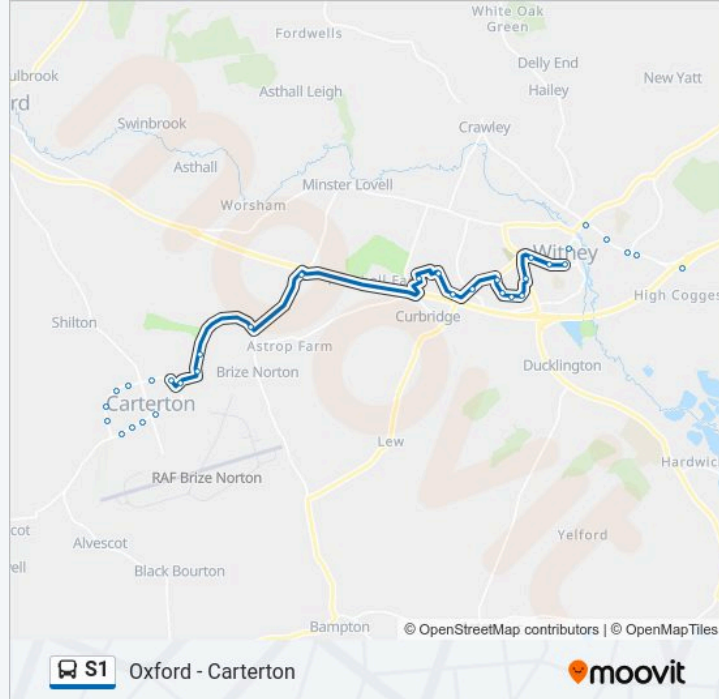 White Oak
Green
Fordwells
Delly End
ulbrook
Asthall Leigh
Hailey
New Yatt
rd
Swinbrook
Crawley
Asthall
Minster Lovell
Worsham
Witney
High Cogges
Shilton
Curbridge
Astrop Farm
Brize Norton
Ducklington
Carterton
Lew
Hardwic
RAF Brize Norton
cot
Yelford
Alvescot
ell
Black Bourton
Bampton
© OpenStreetMap contributors | © OpenMapTiles
S1 Oxford - Carterton
moovit
moovit